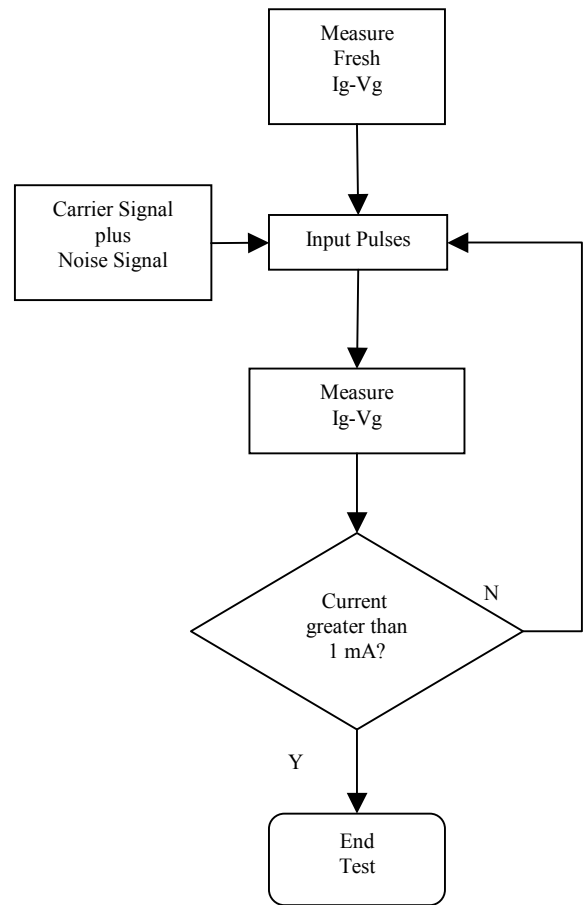 Measure
Fresh
Ig-Vg
Carrier Signal
plus
Noise Signal
Input Pulses
Measure
Ig-Vg
Current
greater than
1 mA?
N
Y
End
Test